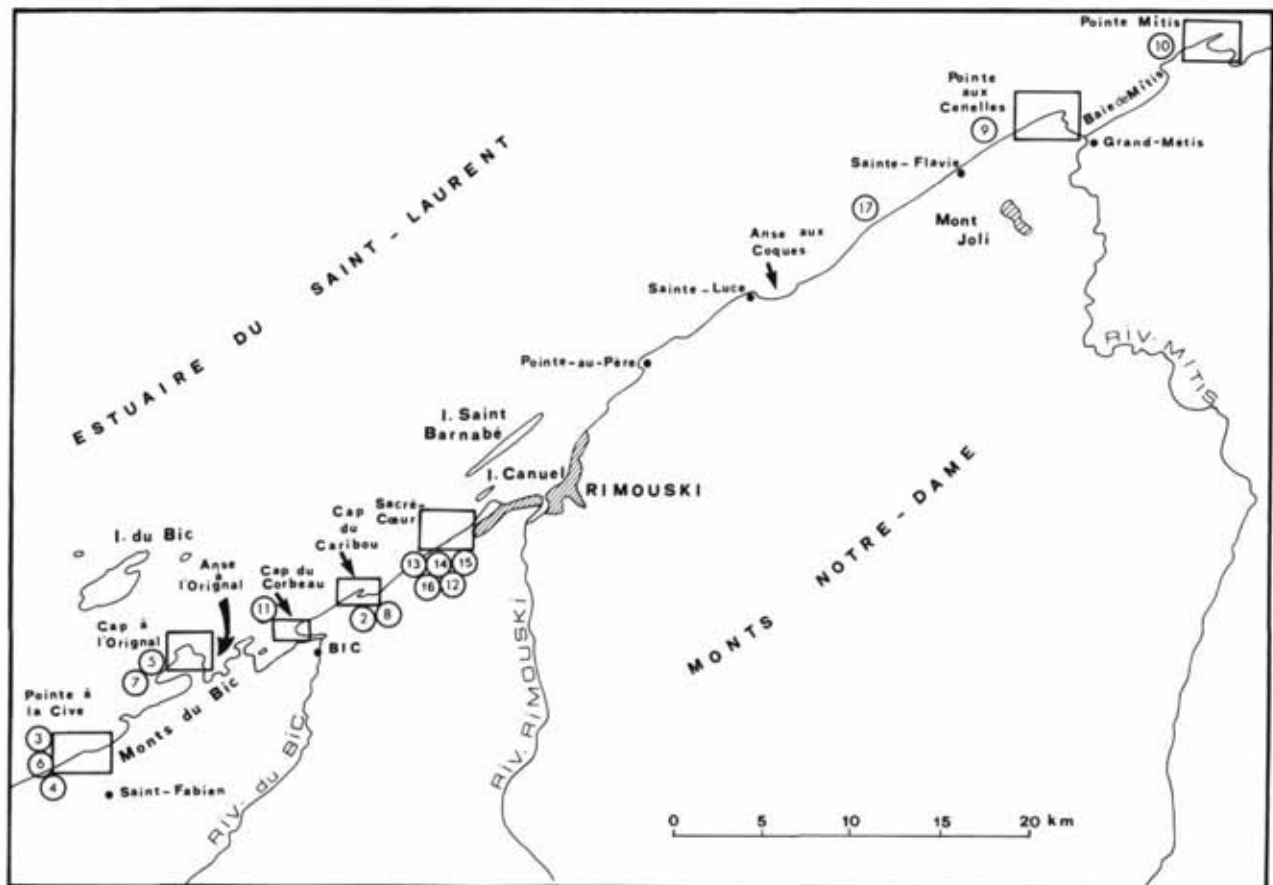 Pointe Mitis
10
Pointe
aux
Cenelles
9
Baie de Mitis
Grand-Métis
Sainte-Flavie
17
Mont
Joli
Anse aux
Coques
Sainte-Luce
ESTUAIRE DU SAINT-LAURENT
RIV. MITIS
Pointe-au-Père
I. Saint
Barnabé
I. Canuel
RIMOUSKI
Sacré-
Cœur
Cap
du
Caribou
13 14 15
16 12
I. du Bic
Anse
à
l'Orignal
Cap du
Corbeau
11
2 8
MONTS NOTRE-DAME
Cap à
l'Orignal
5
7
BIC
Pointe à
la Cive
3
6
4
Monts du Bic
Saint-Fabien
RIV. du BIC
RIV. RIMOUSKI
0 5 10 15 20 km